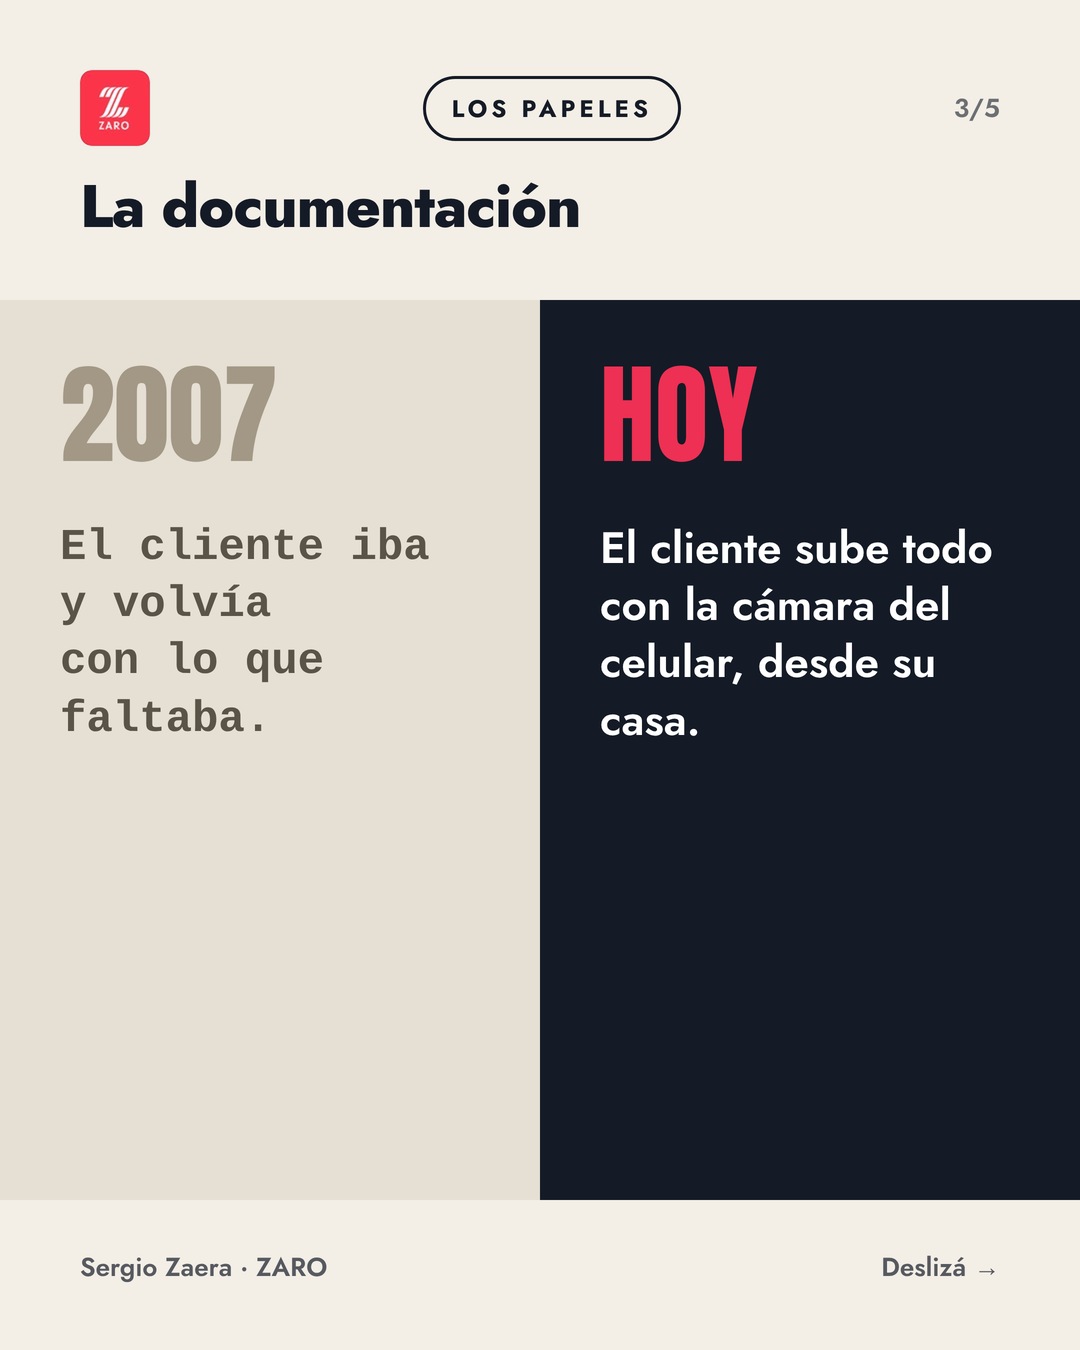 ZARO
LOS PAPELES
3/5
La documentación
2007
El cliente iba
y volvía
con lo que
faltaba.
HOY
El cliente sube todo
con la cámara del
celular, desde su
casa.
Sergio Zaera · ZARO
Deslizá →